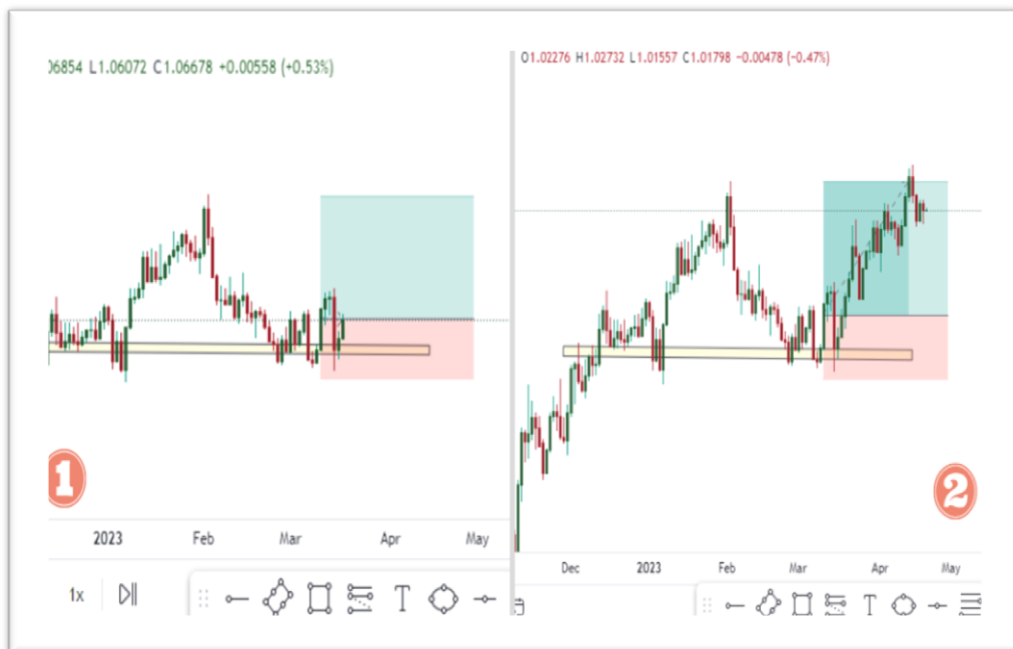 06854 L1.06072 C1.06678 +0.00558 (+0.53%)
1
2023 Feb Mar Apr May
1x
T
O1.02276 H1.02732 L1.01557 C1.01798 −0.00478 (−0.47%)
2
Dec 2023 Feb Mar Apr May
T